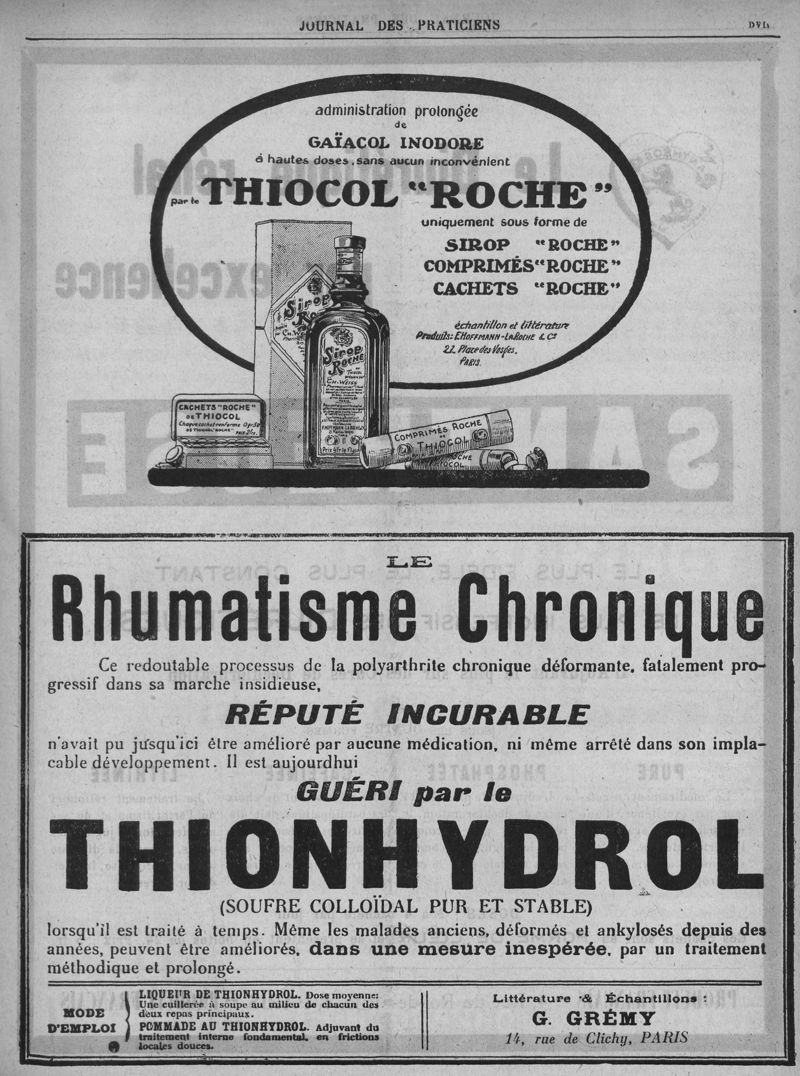 JOURNAL DES PRATICIENS
administration prolongée
de
GAÏACOL INODORE
à hautes doses, sans aucun inconvénient
par le THIOCOL "ROCHE"
uniquement sous forme de
SIROP "ROCHE"
COMPRIMÉS "ROCHE"
CACHETS "ROCHE"
échantillon et littérature
Produits: F. HOFFMANN-LA ROCHE & Cº
21, Place des Vosges.
PARIS.
Sirop
Roche
Sirop
ROCHE
CH. WEISS
CACHETS "ROCHE"
DE THIOCOL
COMPRIMÉS ROCHE
"THIOCOL"
LE
Rhumatisme Chronique
Ce redoutable processus de la polyarthrite chronique déformante, fatalement pro-
gressif dans sa marche insidieuse,
RÉPUTÉ INCURABLE
n'avait pu jusqu'ici être amélioré par aucune médication, ni même arrêté dans son impla-
cable développement. Il est aujourdhui
GUÉRI par le
THIONHYDROL
(SOUFRE COLLOÏDAL PUR ET STABLE)
lorsqu'il est traité à temps. Même les malades anciens, déformés et ankylosés depuis des
années, peuvent être améliorés, dans une mesure inespérée, par un traitement
méthodique et prolongé.
MODE
D'EMPLOI
LIQUEUR DE THIONHYDROL. Dose moyenne:
Une cuillerée à soupe au milieu de chacun des
deux repas principaux.
POMMADE AU THIONHYDROL. Adjuvant du
traitement interne fondamental, en frictions
locales douces.
Littérature & Échantillons :
G. GRÉMY
14, rue de Clichy, PARIS